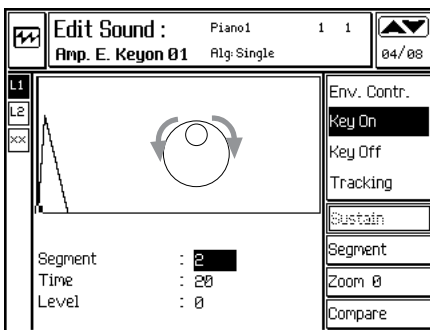 Edit Sound : Piano1 1 1
Amp. E. Keyon 01 Alg: Single 04/08
L1
L2
××
Env. Contr.
Key On
Key Off
Tracking
Sustain
Segment
Zoom 0
Compare
Segment : 2
Time : 20
Level : 0